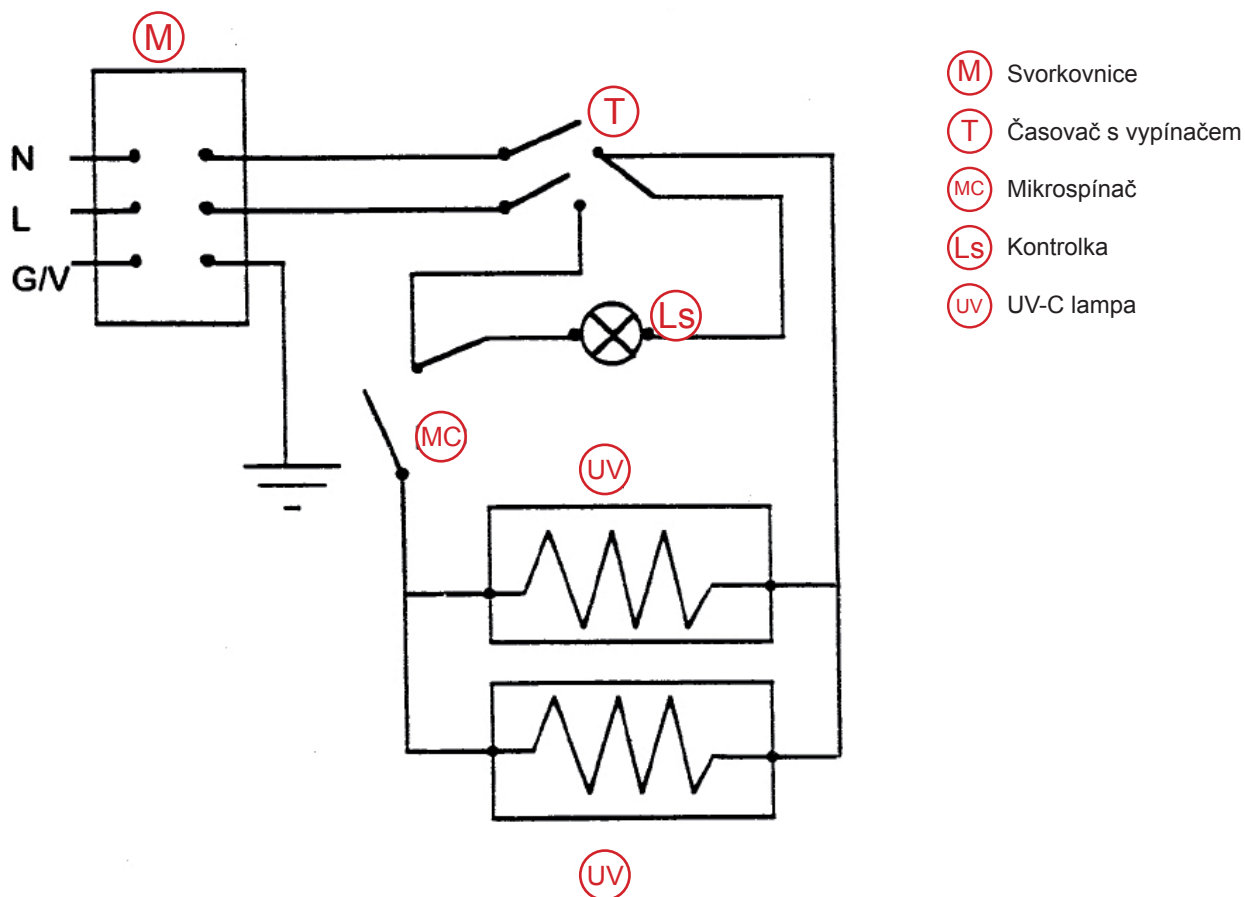 M
T
N
L
G/V
Ls
MC
UV
UV
M Svorkovnice
T Časovač s vypínačem
MC Mikrospínač
Ls Kontrolka
UV UV-C lampa